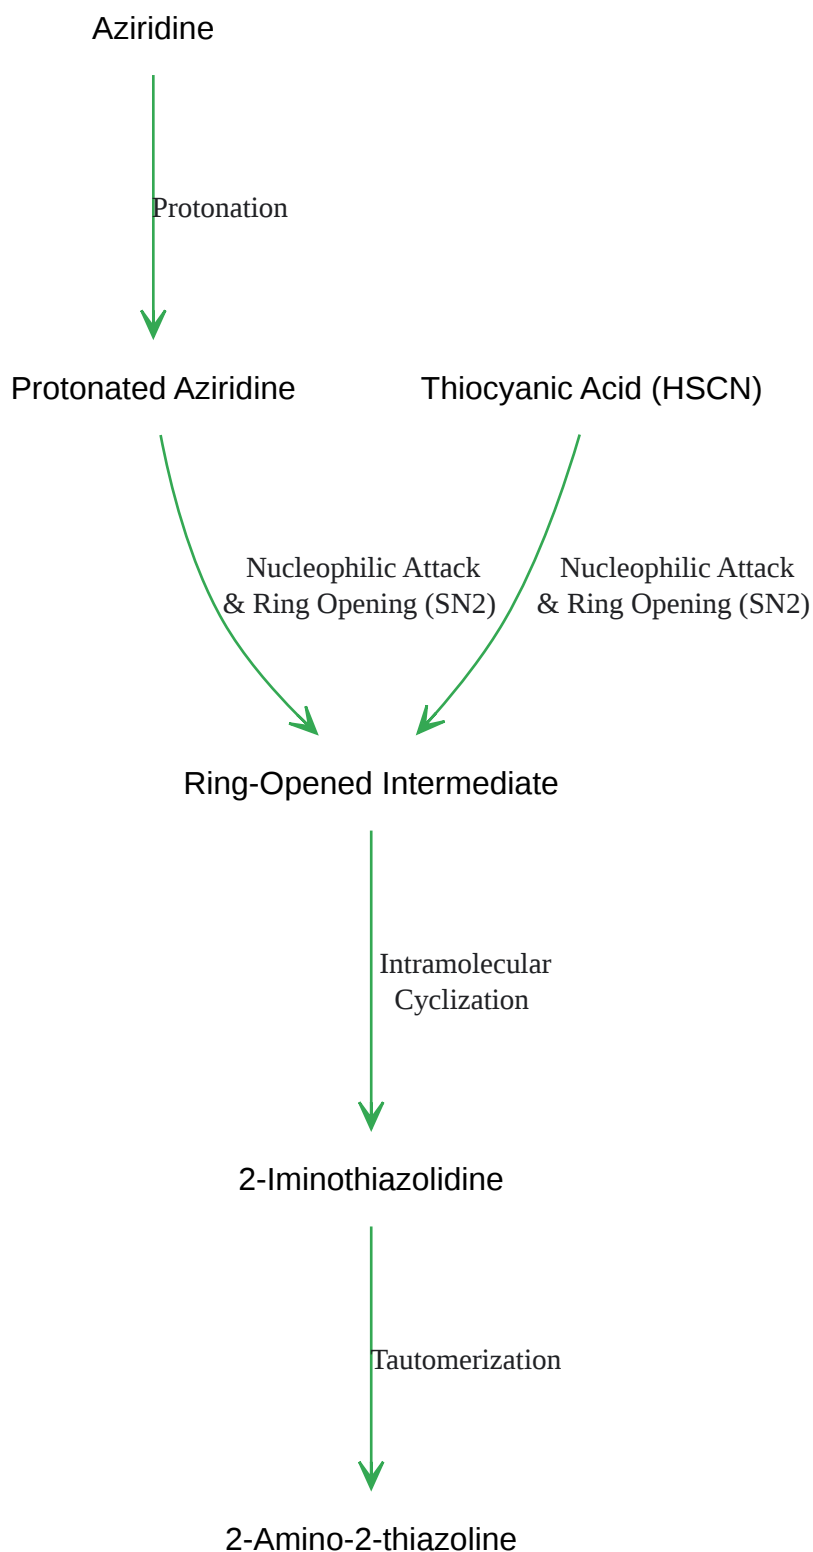 Aziridine
Protonation
Protonated Aziridine
Thiocyanic Acid (HSCN)
Nucleophilic Attack
& Ring Opening (SN2)
Nucleophilic Attack
& Ring Opening (SN2)
Ring-Opened Intermediate
Intramolecular
Cyclization
2-Iminothiazolidine
Tautomerization
2-Amino-2-thiazoline